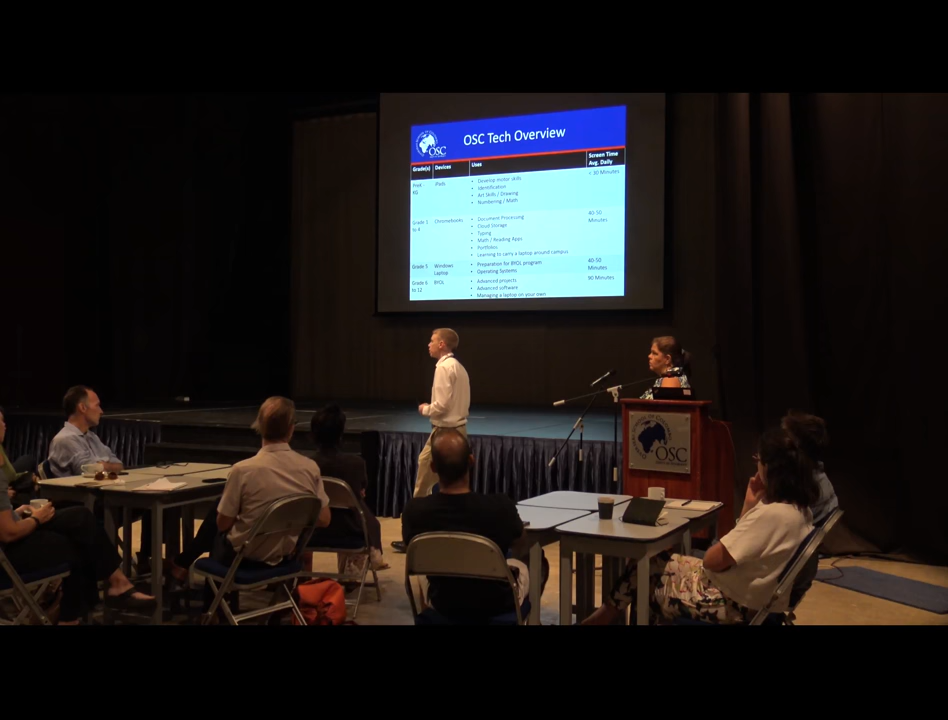 OSC Tech Overview
OSC
Grade(s) Devices Uses Screen Time Avg. Daily
iPads
• Develop motor skills
• Identification
• Art Skills / Drawing
• Numbering / Math
30 Minutes
Grade 1 to 4 Chromebooks
• Document Processing
• Cloud Storage
• Typing
• Math / Reading Apps
• Portfolios
• Learning to carry a laptop around campus
40-50 Minutes
Grade 5 Windows Laptop
• Preparation for BYOL program
• Operating Systems
40-50 Minutes
Grade 6 to 12 BYOL
• Advanced projects
• Advanced software
• Managing a laptop on your own
90 Minutes
OSC